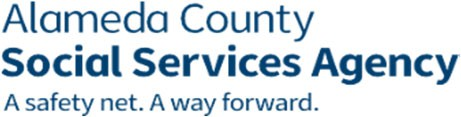 Alameda County
Social Services Agency
A safety net. A way forward.